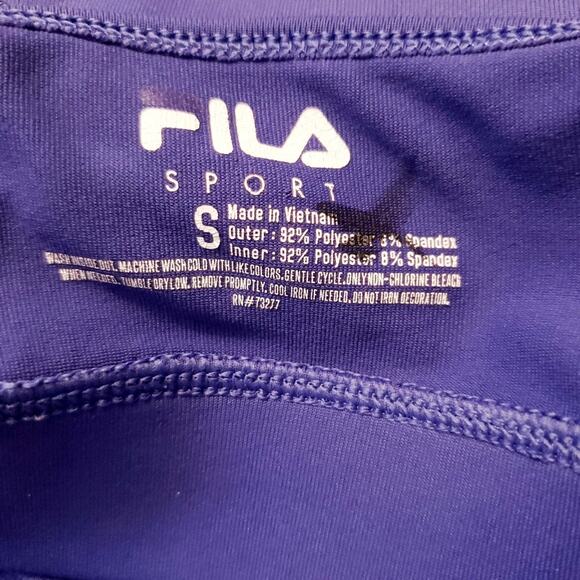 FILA
SPORT
S
Made in Vietnam
Outer: 92% Polyester 8% Spandex
Inner: 92% Polyester 8% Spandex
WASH INSIDE OUT. MACHINE WASH COLD WITH LIKE COLORS. GENTLE CYCLE. ONLY NON-CHLORINE BLEACH
WHEN NEEDED. TUMBLE DRY LOW. REMOVE PROMPTLY. COOL IRON IF NEEDED. DO NOT IRON DECORATION.
RN#73277